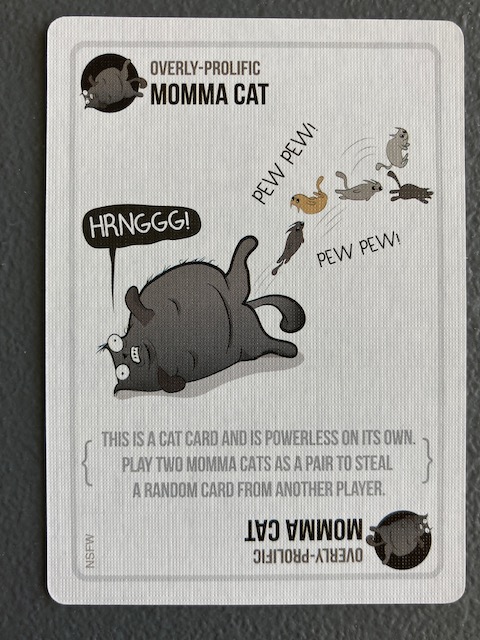 OVERLY-PROLIFIC
MOMMA CAT
PEW PEW!
HRNGGG!
PEW PEW!
THIS IS A CAT CARD AND IS POWERLESS ON ITS OWN.
PLAY TWO MOMMA CATS AS A PAIR TO STEAL
A RANDOM CARD FROM ANOTHER PLAYER.
NSFW
OVERLY-PROLIFIC
MOMMA CAT